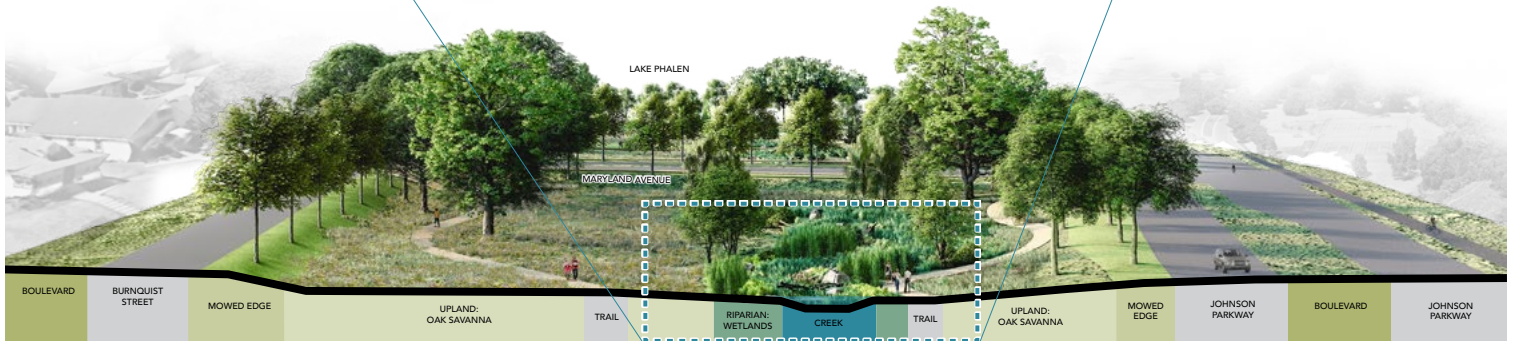 LAKE PHALEN
MARYLAND AVENUE
BOULEVARD
BURNQUIST
STREET
MOWED EDGE
UPLAND:
OAK SAVANNA
TRAIL
RIPARIAN:
WETLANDS
CREEK
TRAIL
UPLAND:
OAK SAVANNA
MOWED
EDGE
JOHNSON
PARKWAY
BOULEVARD
JOHNSON
PARKWAY